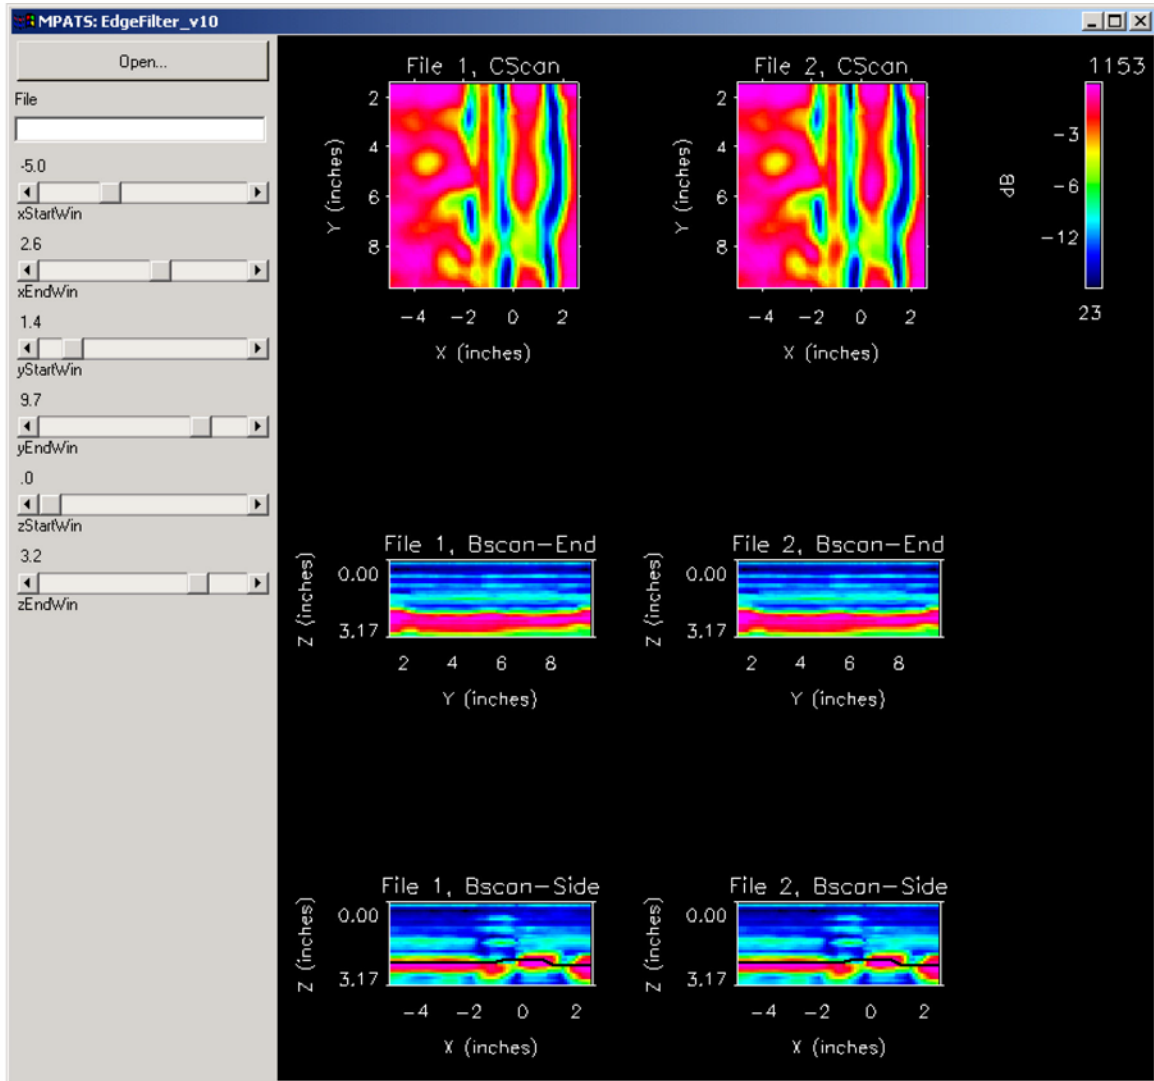 MPATS: EdgeFilter_v10
Open...
File
-5.0
xStartWin
2.6
xEndWin
1.4
yStartWin
9.7
yEndWin
.0
zStartWin
3.2
zEndWin
File 1, CScan
2
4
6
8
Y (inches)
-4 -2 0 2
X (inches)
File 2, CScan
2
4
6
8
Y (inches)
-4 -2 0 2
X (inches)
1153
-3
-6
-12
dB
23
File 1, Bscan-End
0.00
3.17
Z (inches)
2 4 6 8
Y (inches)
File 2, Bscan-End
0.00
3.17
Z (inches)
2 4 6 8
Y (inches)
File 1, Bscan-Side
0.00
3.17
Z (inches)
-4 -2 0 2
X (inches)
File 2, Bscan-Side
0.00
3.17
Z (inches)
-4 -2 0 2
X (inches)